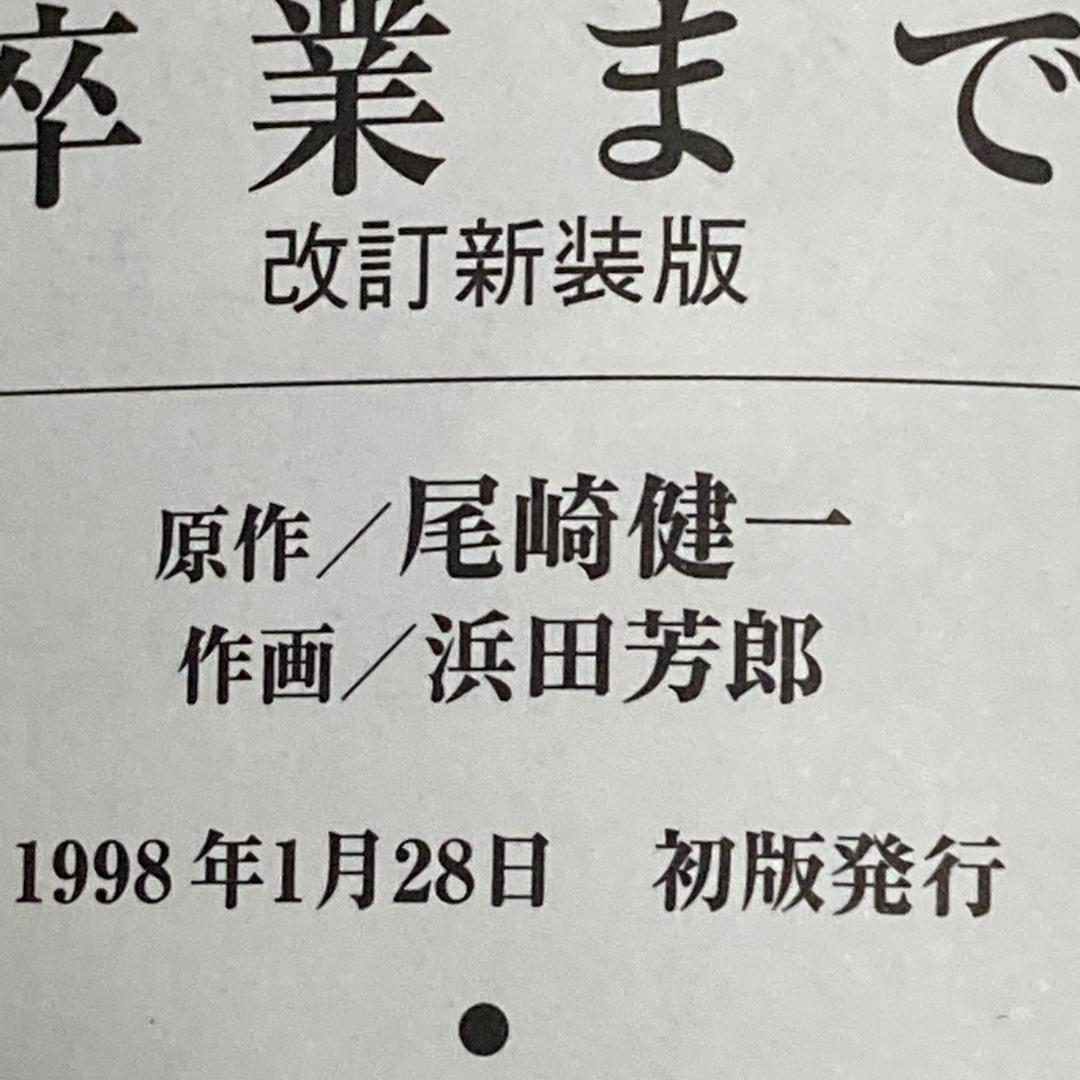 卒業まで
改訂新装版
原作／尾崎健一
作画／浜田芳郎
1998年1月28日　初版発行